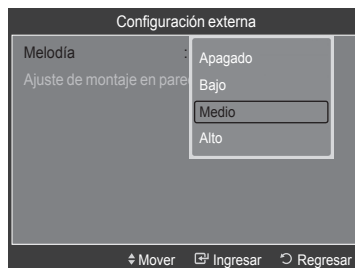 Configuración externa
Melodía :
Apagado
Ajuste de montaje en pare
Bajo
Medio
Alto
Mover Ingresar Regresar